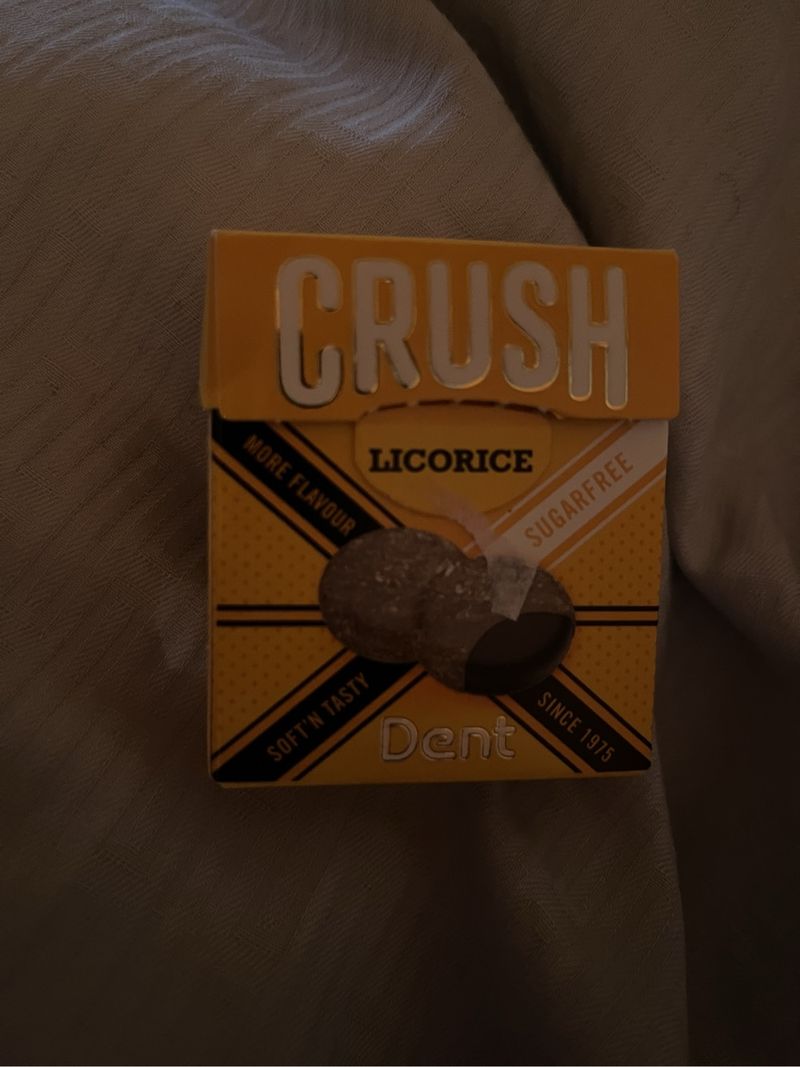 CRUSH
LICORICE
MORE FLAVOUR
SUGARFREE
SOFT'N TASTY
SINCE 1975
Dent